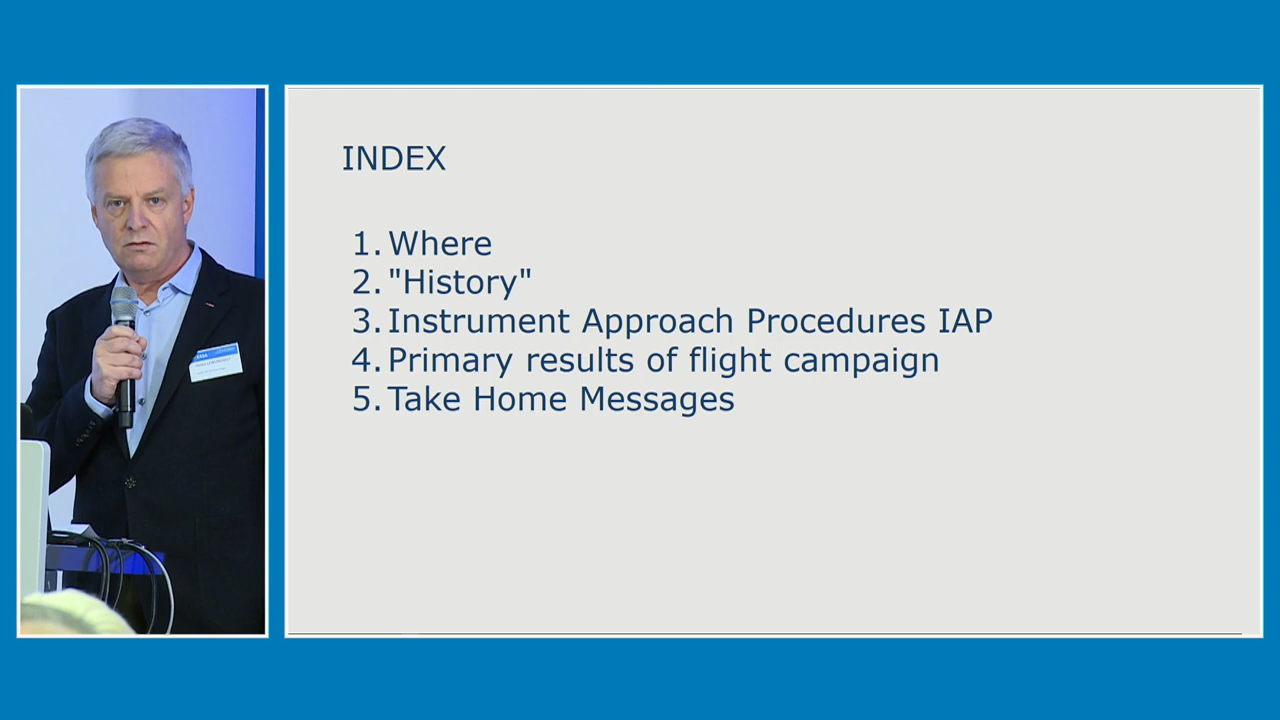 EASA
INDEX
1. Where
2. "History"
3. Instrument Approach Procedures IAP
4. Primary results of flight campaign
5. Take Home Messages